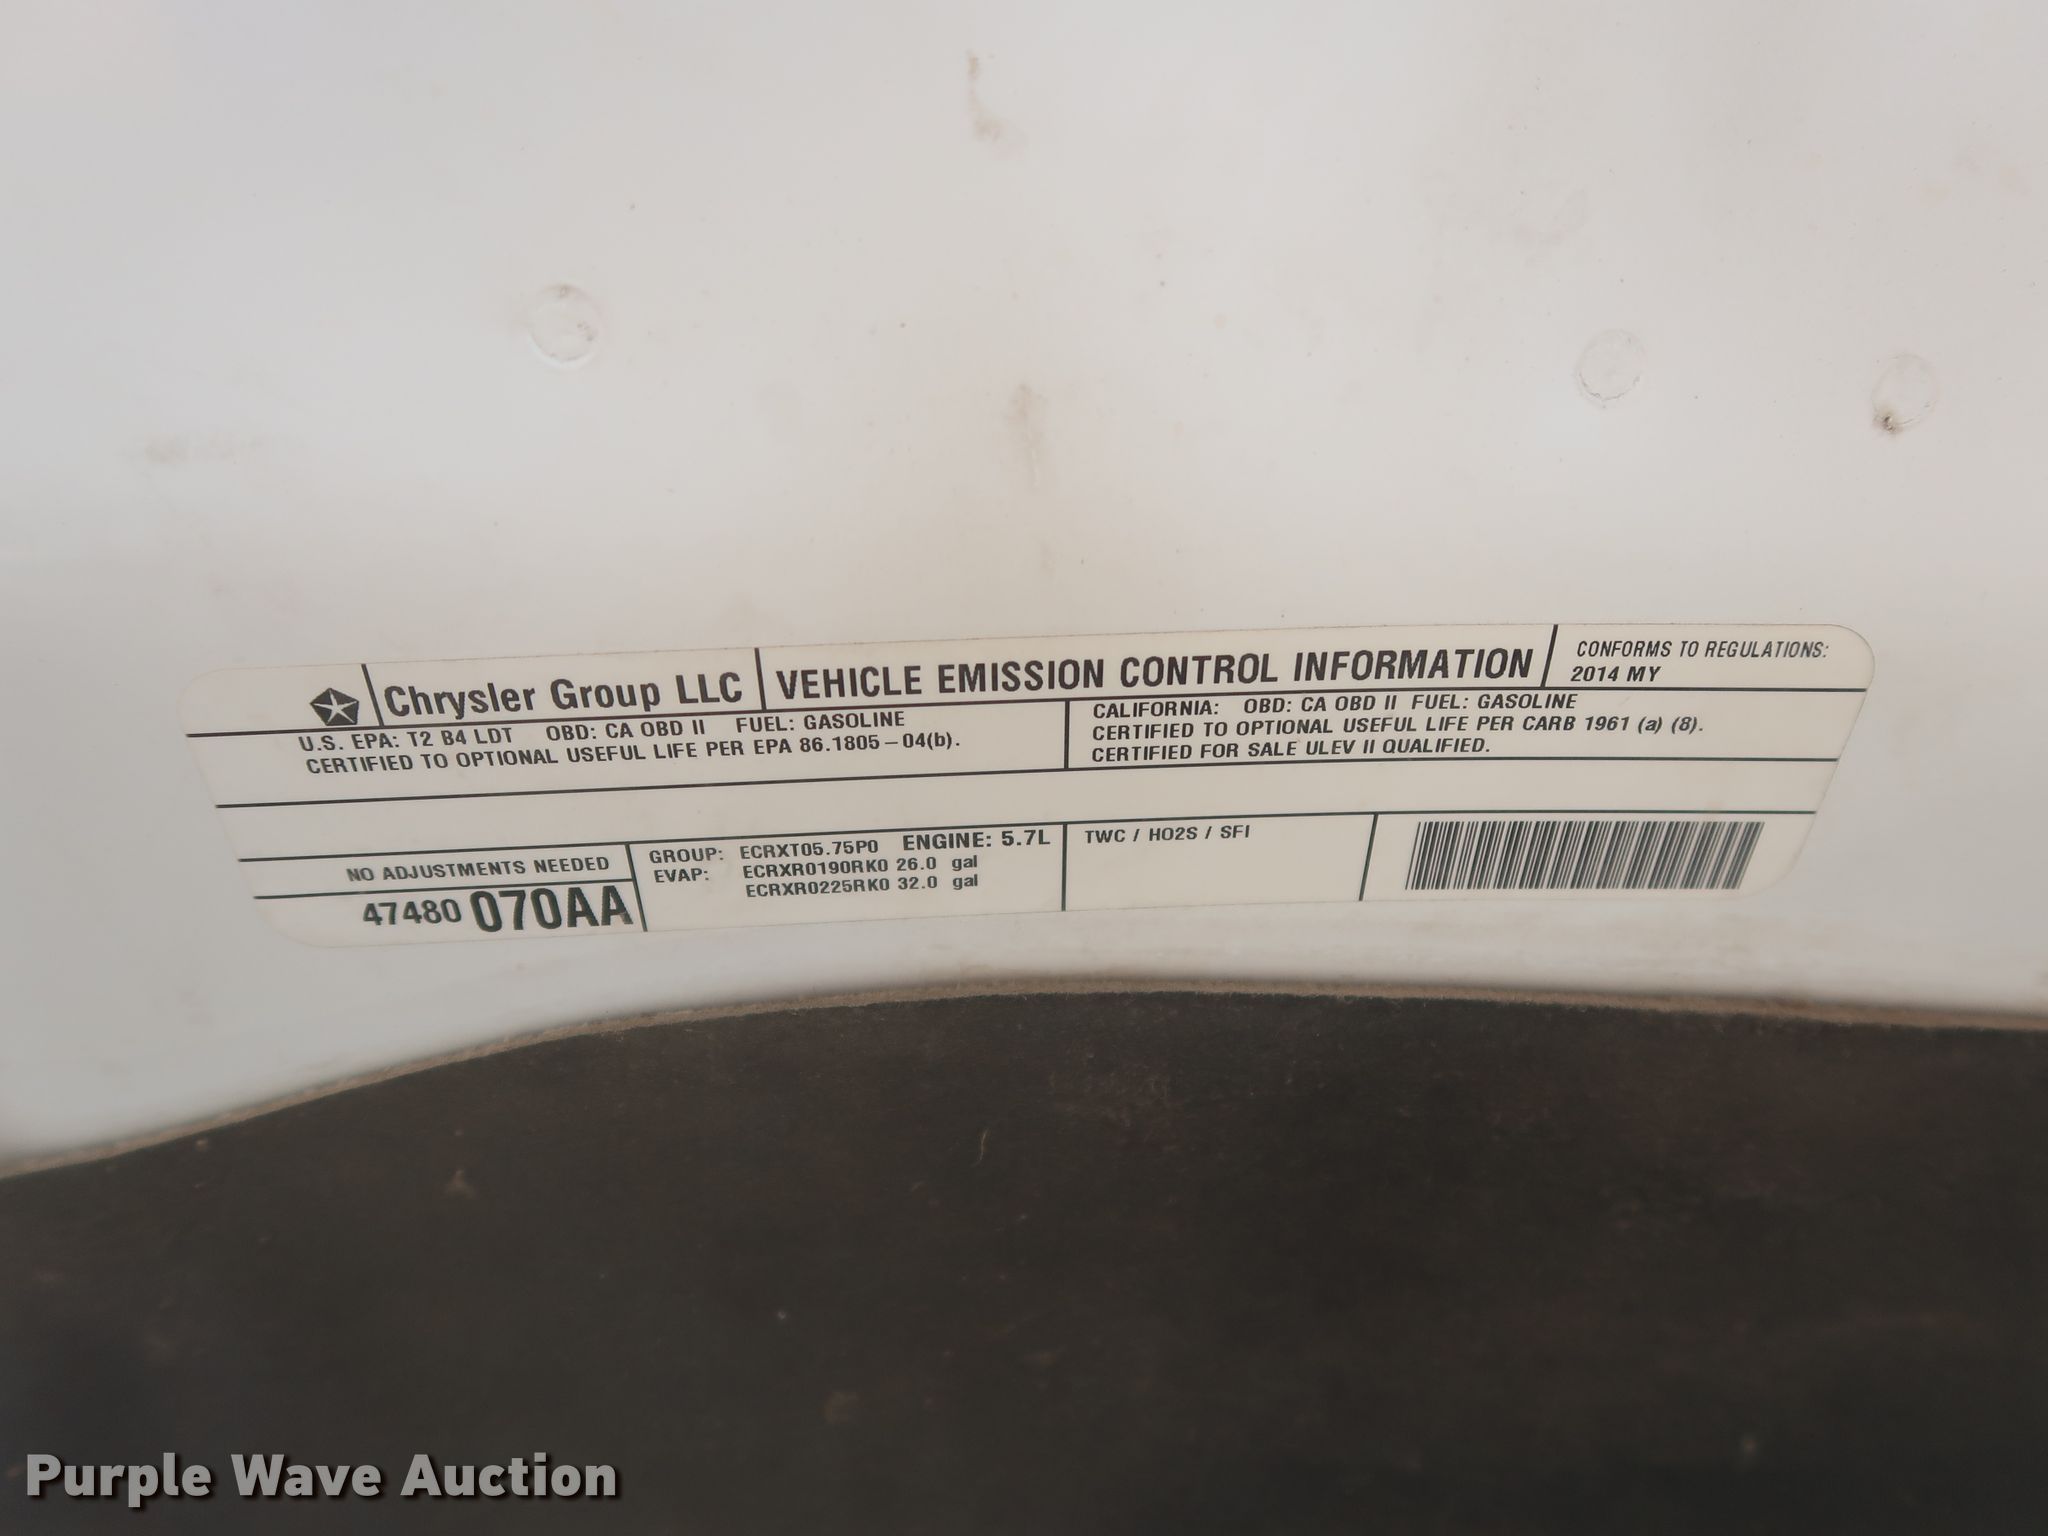 Chrysler Group LLC
VEHICLE EMISSION CONTROL INFORMATION
CONFORMS TO REGULATIONS:
2014 MY
U.S. EPA: T2 B4 LDT OBD: CA OBD II FUEL: GASOLINE
CERTIFIED TO OPTIONAL USEFUL LIFE PER EPA 86.1805-04(b).
CALIFORNIA: OBD: CA OBD II FUEL: GASOLINE
CERTIFIED TO OPTIONAL USEFUL LIFE PER CARB 1961 (a) (8).
CERTIFIED FOR SALE ULEV II QUALIFIED.
NO ADJUSTMENTS NEEDED
47480 070AA
GROUP: ECRXT05.75P0 ENGINE: 5.7L
EVAP: ECRXR0190RK0 26.0 gal
ECRXR0225RK0 32.0 gal
TWC / HO2S / SFI
Purple Wave Auction